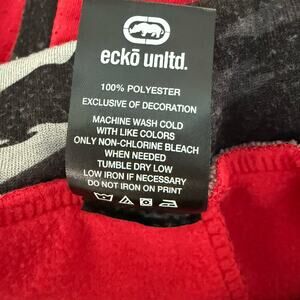 eckō unltd.
100% POLYESTER
EXCLUSIVE OF DECORATION
MACHINE WASH COLD
WITH LIKE COLORS
ONLY NON-CHLORINE BLEACH
WHEN NEEDED
TUMBLE DRY LOW
LOW IRON IF NECESSARY
DO NOT IRON ON PRINT